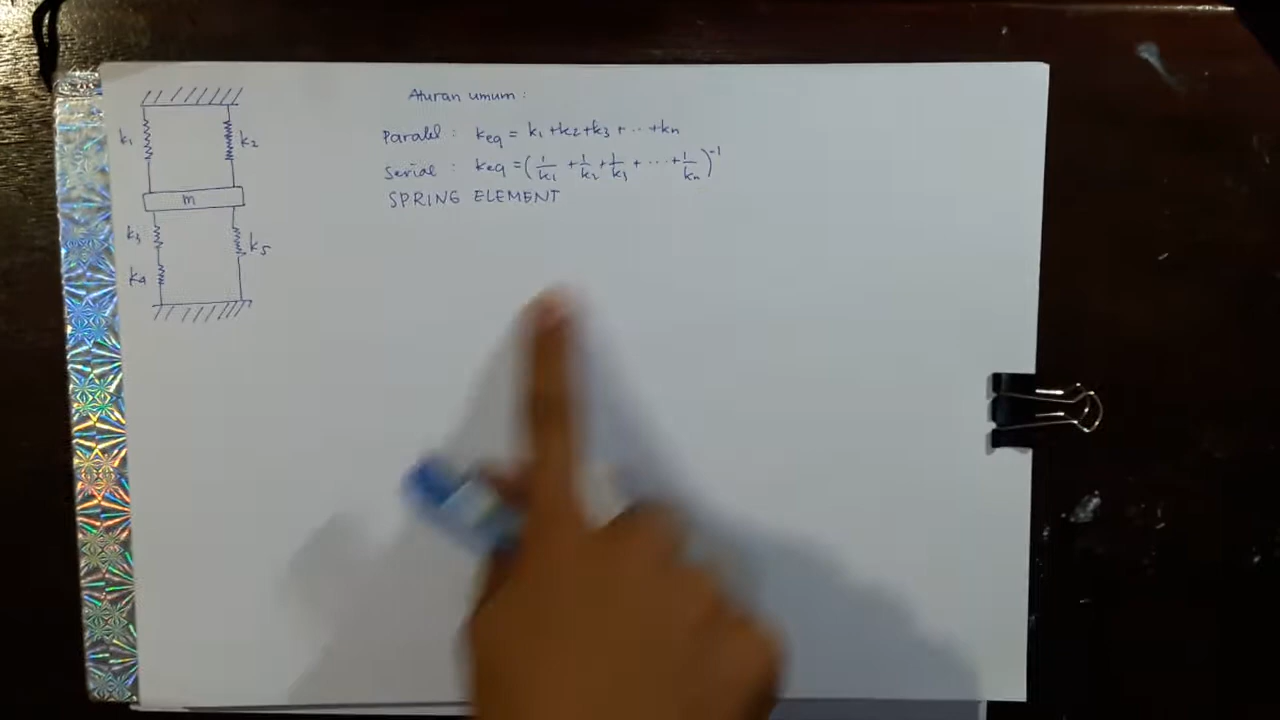 Aturan umum :
k1
k2
Paralel : keq = k1 + k2 + k3 + ... + kn
Serial : keq = (1/k1 + 1/k2 + 1/k3 + ... + 1/kn)^-1
m
SPRING ELEMENT
k3
k5
k4